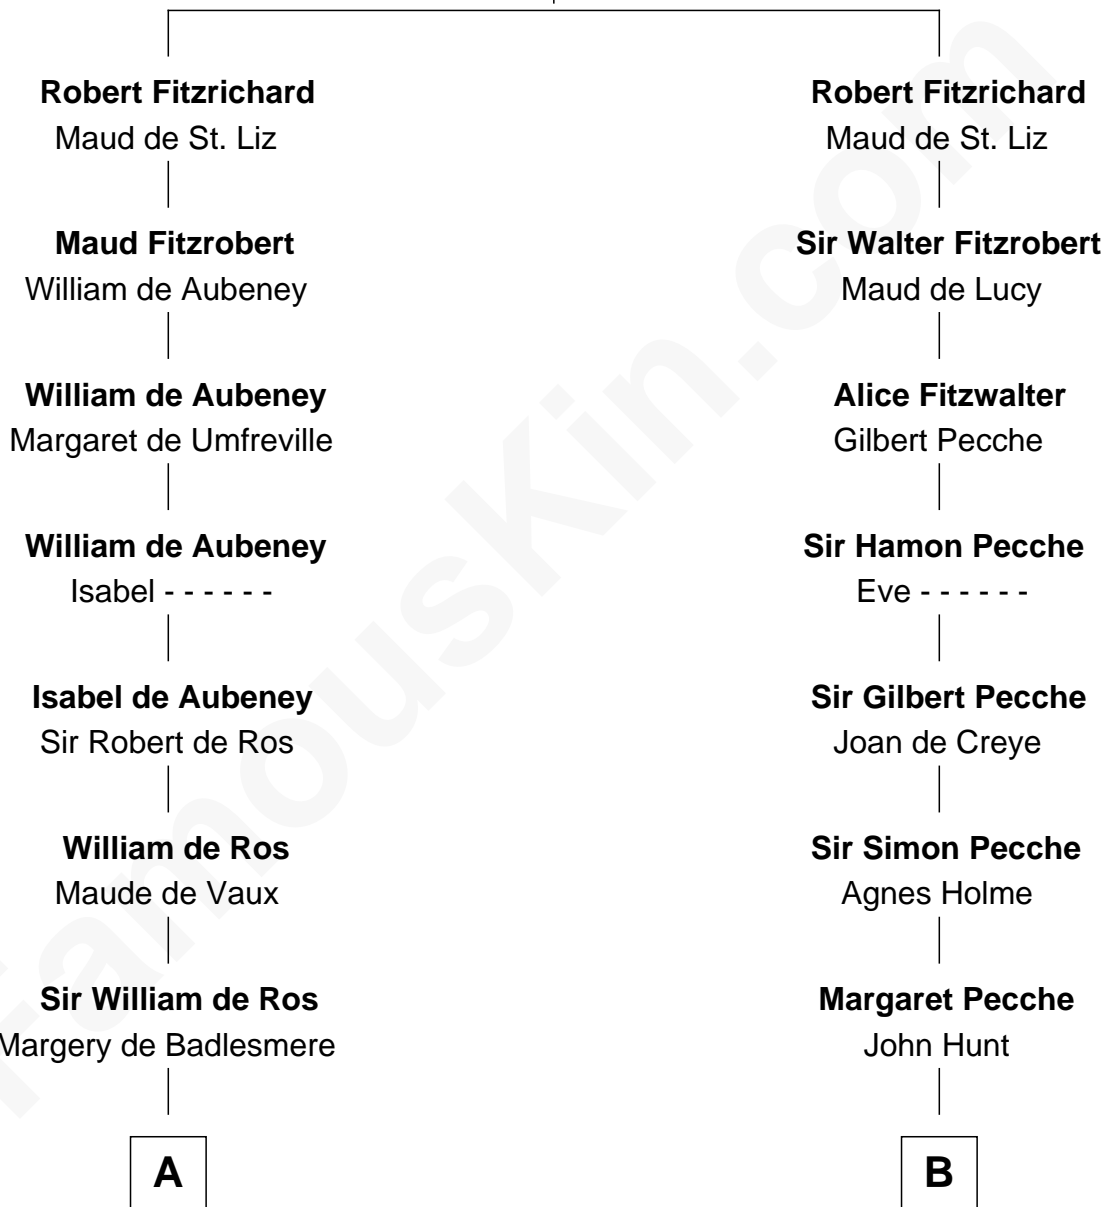 Robert Fitzrichard
Maud de St. Liz
Maud Fitzrobert
William de Aubeney
William de Aubeney
Margaret de Umfreville
William de Aubeney
Isabel - - - - - -
Isabel de Aubeney
Sir Robert de Ros
William de Ros
Maude de Vaux
Sir William de Ros
Margery de Badlesmere
A
Robert Fitzrichard
Maud de St. Liz
Sir Walter Fitzrobert
Maud de Lucy
Alice Fitzwalter
Gilbert Pecche
Sir Hamon Pecche
Eve - - - - - -
Sir Gilbert Pecche
Joan de Creye
Sir Simon Pecche
Agnes Holme
Margaret Pecche
John Hunt
B
FamousKin.com